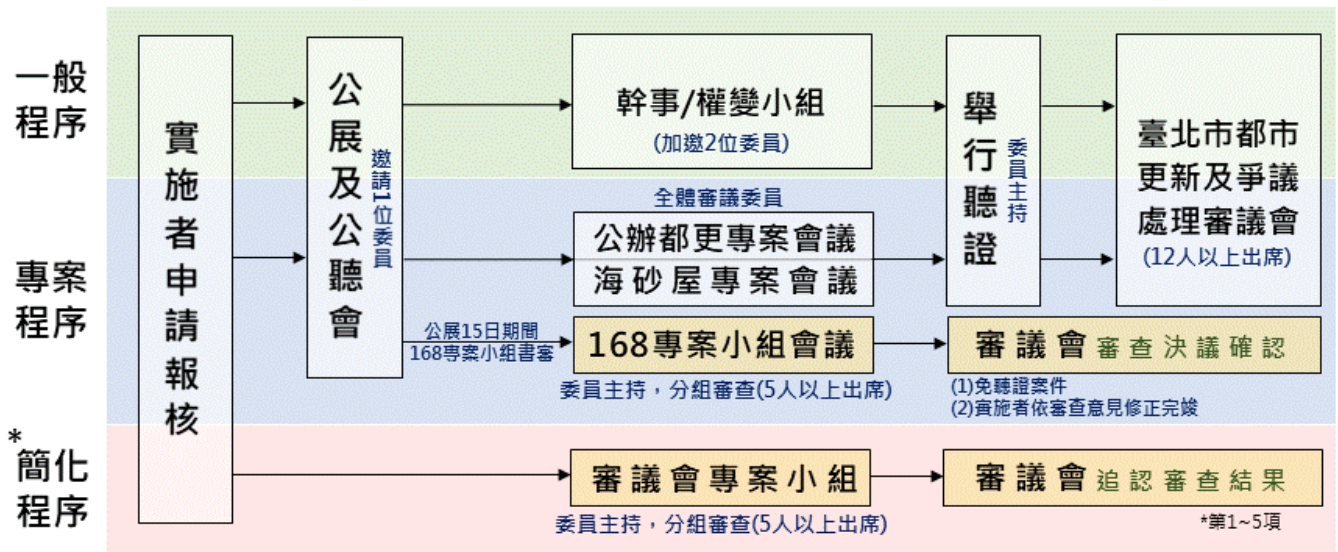 一般
程序
專案
程序
*
簡化
程序
實施者申請報核
公展及公聽會
邀請1位委員
幹事/權變小組
(加邀2位委員)
舉行聽證
委員主持
臺北市都市
更新及爭議
處理審議會
(12人以上出席)
全體審議委員
公辦都更專案會議
海砂屋專案會議
公展15日期間
168專案小組書審
168專案小組會議
委員主持，分組審查(5人以上出席)
審議會 審查決議確認
(1)免聽證案件
(2)實施者依審查意見修正完竣
審議會專案小組
委員主持，分組審查(5人以上出席)
審議會 追認審查結果
*第1~5項